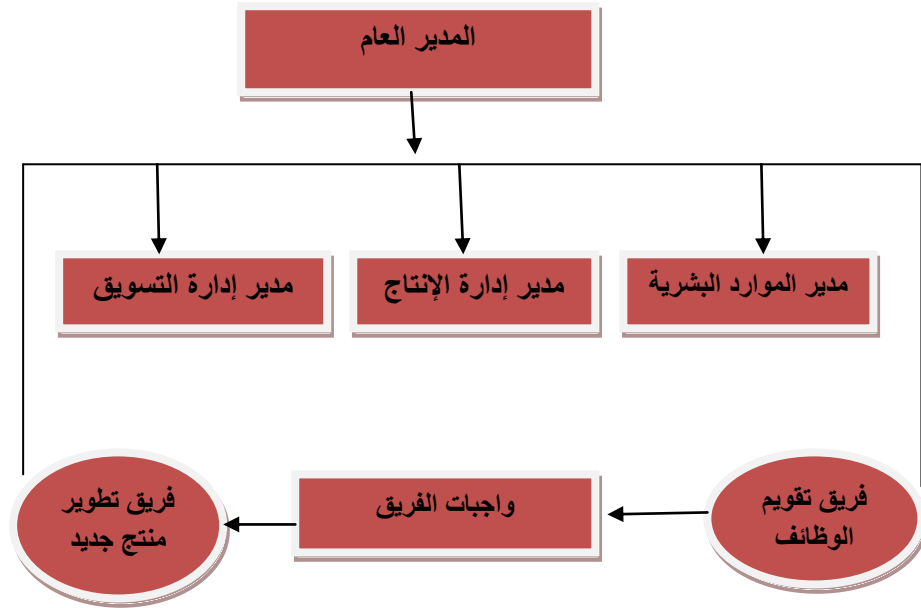 المدير العام
مدير الموارد البشرية
مدير إدارة الإنتاج
مدير إدارة التسويق
فريق تقويم
الوظائف
واجبات الفريق
فريق تطوير
منتج جديد